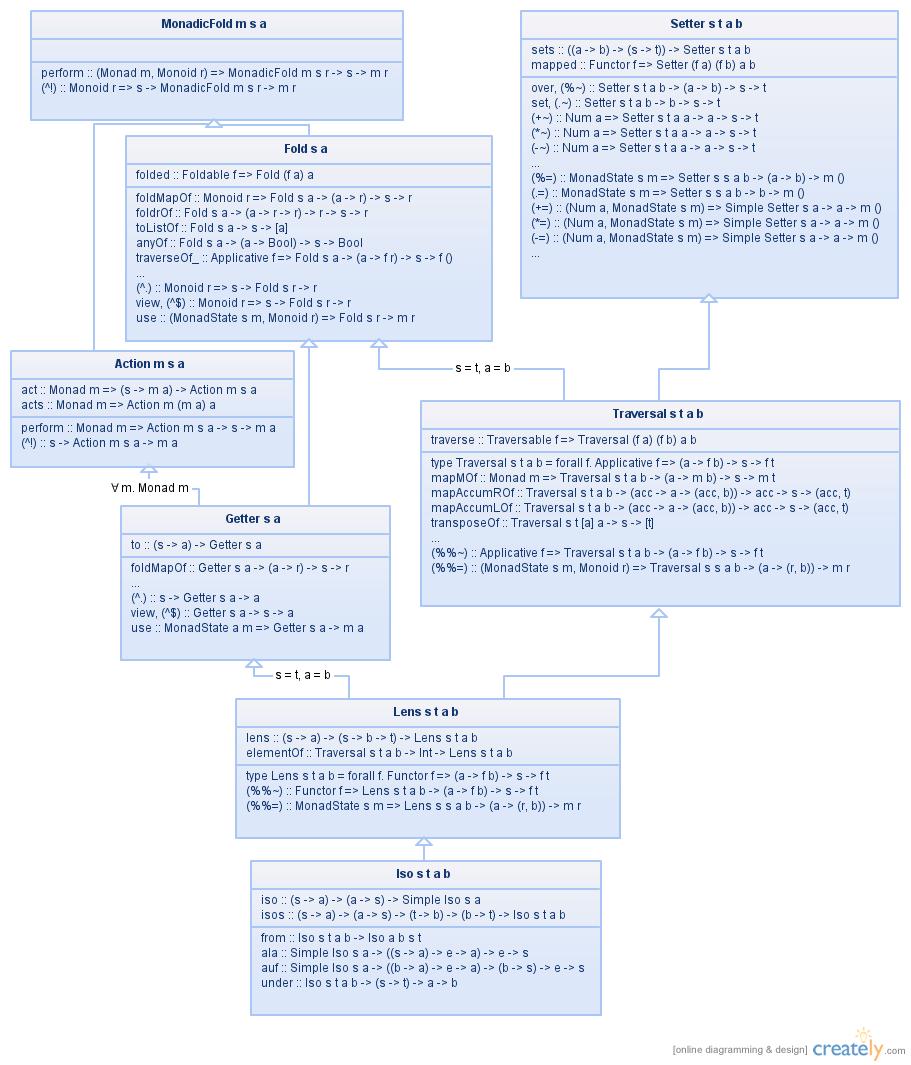 MonadicFold m s a
perform :: (Monad m, Monoid r) => MonadicFold m s r -> s -> m r
(^!) :: Monoid r => s -> MonadicFold m s r -> m r
Setter s t a b
sets :: ((a -> b) -> (s -> t)) -> Setter s t a b
mapped :: Functor f => Setter (f a) (f b) a b
over, (%~) :: Setter s t a b -> (a -> b) -> s -> t
set, (.~) :: Setter s t a b -> b -> s -> t
(+~) :: Num a => Setter s t a a -> a -> s -> t
(*~) :: Num a => Setter s t a a -> a -> s -> t
(-~) :: Num a => Setter s t a a -> a -> s -> t
...
(%=) :: MonadState s m => Setter s s a b -> (a -> b) -> m ()
(.=) :: MonadState s m => Setter s s a b -> b -> m ()
(+=) :: (Num a, MonadState s m) => Simple Setter s a -> a -> m ()
(*=) :: (Num a, MonadState s m) => Simple Setter s a -> a -> m ()
(-=) :: (Num a, MonadState s m) => Simple Setter s a -> a -> m ()
...
Fold s a
folded :: Foldable f => Fold (f a) a
foldMapOf :: Monoid r => Fold s a -> (a -> r) -> s -> r
foldrOf :: Fold s a -> (a -> r -> r) -> r -> s -> r
toListOf :: Fold s a -> s -> [a]
anyOf :: Fold s a -> (a -> Bool) -> s -> Bool
traverseOf_ :: Applicative f => Fold s a -> (a -> f r) -> s -> f ()
...
(^.) :: Monoid r => s -> Fold s r -> r
view, (^$) :: Monoid r => s -> Fold s r -> r
use :: (MonadState s m, Monoid r) => Fold s r -> m r
s = t, a = b
Action m s a
act :: Monad m => (s -> m a) -> Action m s a
acts :: Monad m => Action m (m a) a
perform :: Monad m => Action m s a -> s -> m a
(^!) :: s -> Action m s a -> m a
∀ m. Monad m
Traversal s t a b
traverse :: Traversable f => Traversal (f a) (f b) a b
type Traversal s t a b = forall f. Applicative f => (a -> f b) -> s -> f t
mapMOf :: Monad m => Traversal s t a b -> (a -> m b) -> s -> m t
mapAccumROf :: Traversal s t a b -> (acc -> a -> (acc, b)) -> acc -> s -> (acc, t)
mapAccumLOf :: Traversal s t a b -> (acc -> a -> (acc, b)) -> acc -> s -> (acc, t)
transposeOf :: Traversal s t [a] a -> s -> [t]
...
(%%~) :: Applicative f => Traversal s t a b -> (a -> f b) -> s -> f t
(%%=) :: (MonadState s m, Monoid r) => Traversal s s a b -> (a -> (r, b)) -> m r
Getter s a
to :: (s -> a) -> Getter s a
foldMapOf :: Getter s a -> (a -> r) -> s -> r
...
(^.) :: s -> Getter s a -> a
view, (^$) :: Getter s a -> s -> a
use :: MonadState a m => Getter s a -> m a
s = t, a = b
Lens s t a b
lens :: (s -> a) -> (s -> b -> t) -> Lens s t a b
elementOf :: Traversal s t a b -> Int -> Lens s t a b
type Lens s t a b = forall f. Functor f => (a -> f b) -> s -> f t
(%%~) :: Functor f => Lens s t a b -> (a -> f b) -> s -> f t
(%%=) :: MonadState s m => Lens s s a b -> (a -> (r, b)) -> m r
Iso s t a b
iso :: (s -> a) -> (a -> s) -> Simple Iso s a
isos :: (s -> a) -> (a -> s) -> (t -> b) -> (b -> t) -> Iso s t a b
from :: Iso s t a b -> Iso a b s t
ala :: Simple Iso s a -> ((s -> a) -> e -> a) -> e -> s
auf :: Simple Iso s a -> ((b -> a) -> e -> a) -> (b -> s) -> e -> s
under :: Iso s t a b -> (s -> t) -> a -> b
[online diagramming & design] creately.com